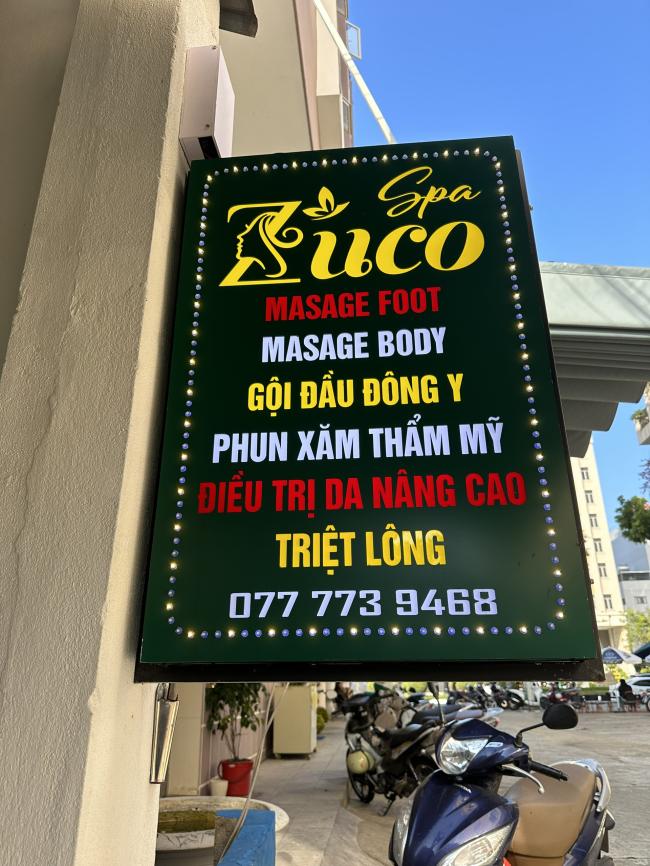 Spa
Zuco
MASAGE FOOT
MASAGE BODY
GỘI ĐẦU ĐÔNG Y
PHUN XĂM THẨM MỸ
ĐIỀU TRỊ DA NÂNG CAO
TRIỆT LÔNG
077 773 9468